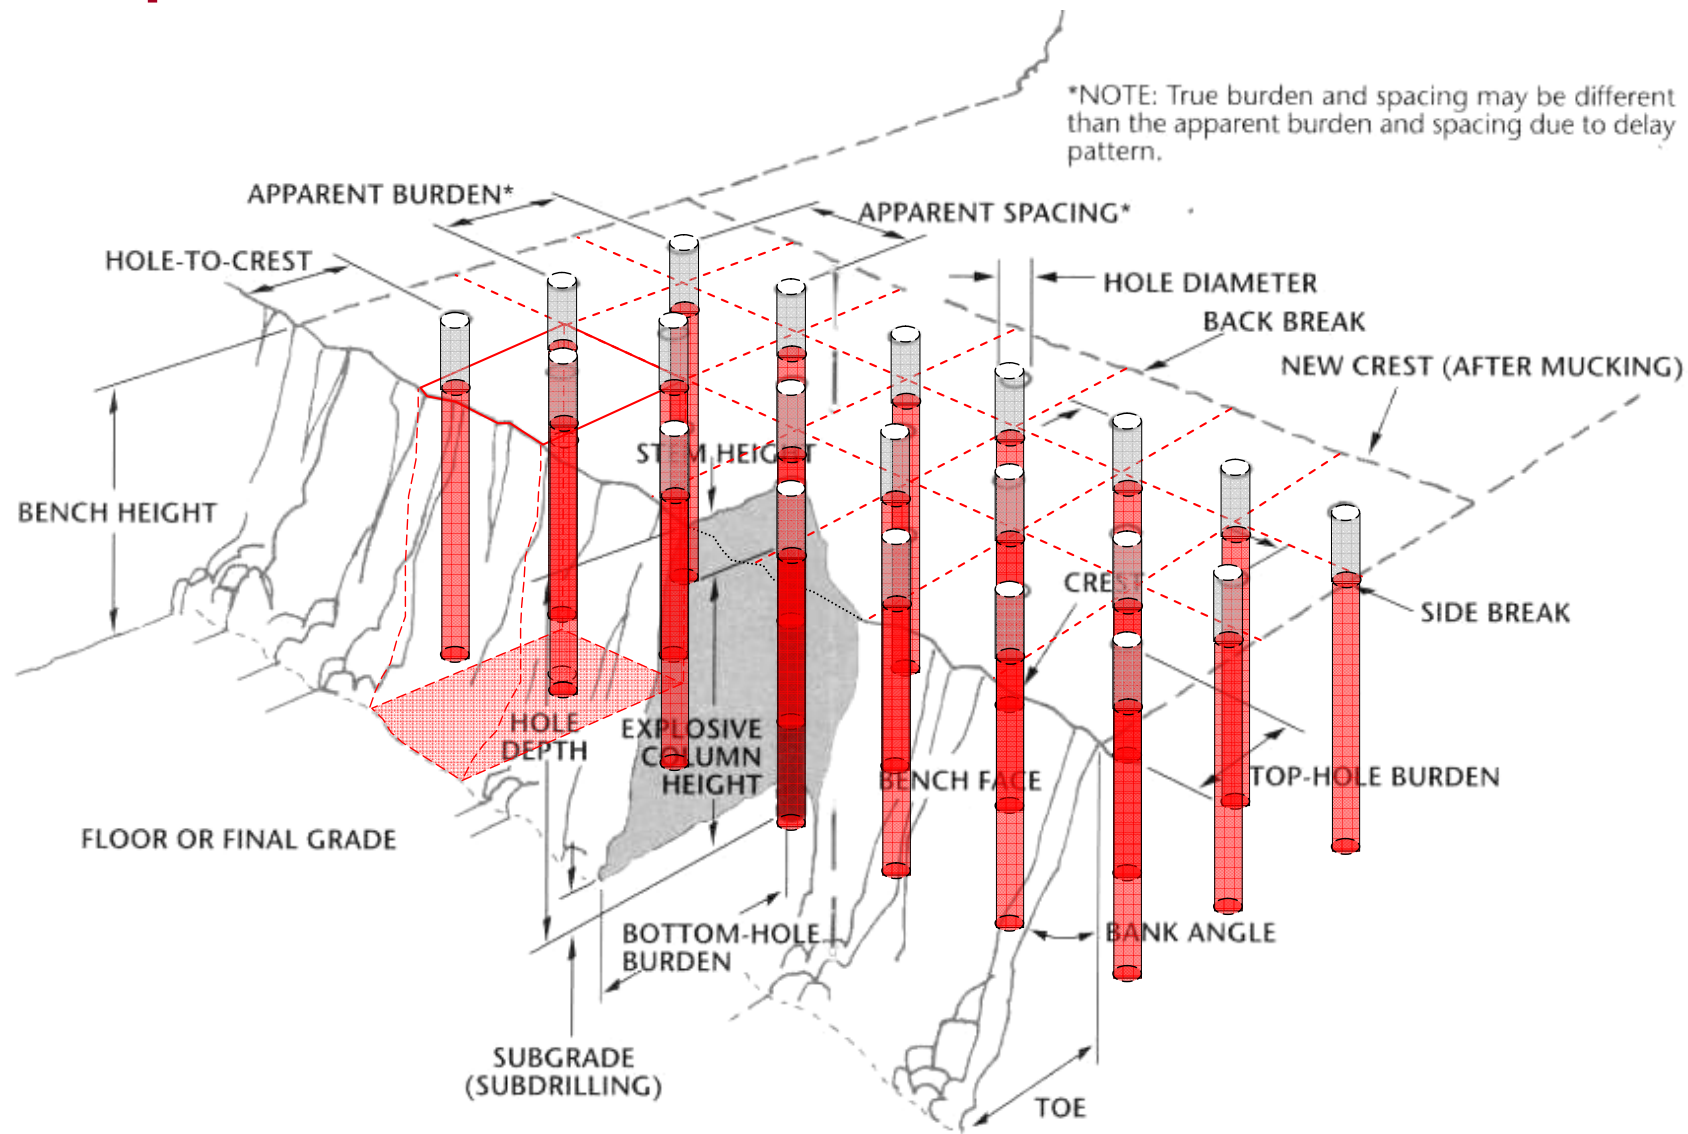 *NOTE: True burden and spacing may be different
than the apparent burden and spacing due to delay
pattern.
APPARENT BURDEN*
APPARENT SPACING*
HOLE-TO-CREST
HOLE DIAMETER
BACK BREAK
NEW CREST (AFTER MUCKING)
STEM HEIGHT
BENCH HEIGHT
CREST
SIDE BREAK
HOLE
DEPTH
EXPLOSIVE
COLUMN
HEIGHT
BENCH FACE
TOP-HOLE BURDEN
FLOOR OR FINAL GRADE
BOTTOM-HOLE
BURDEN
BANK ANGLE
SUBGRADE
(SUBDRILLING)
TOE